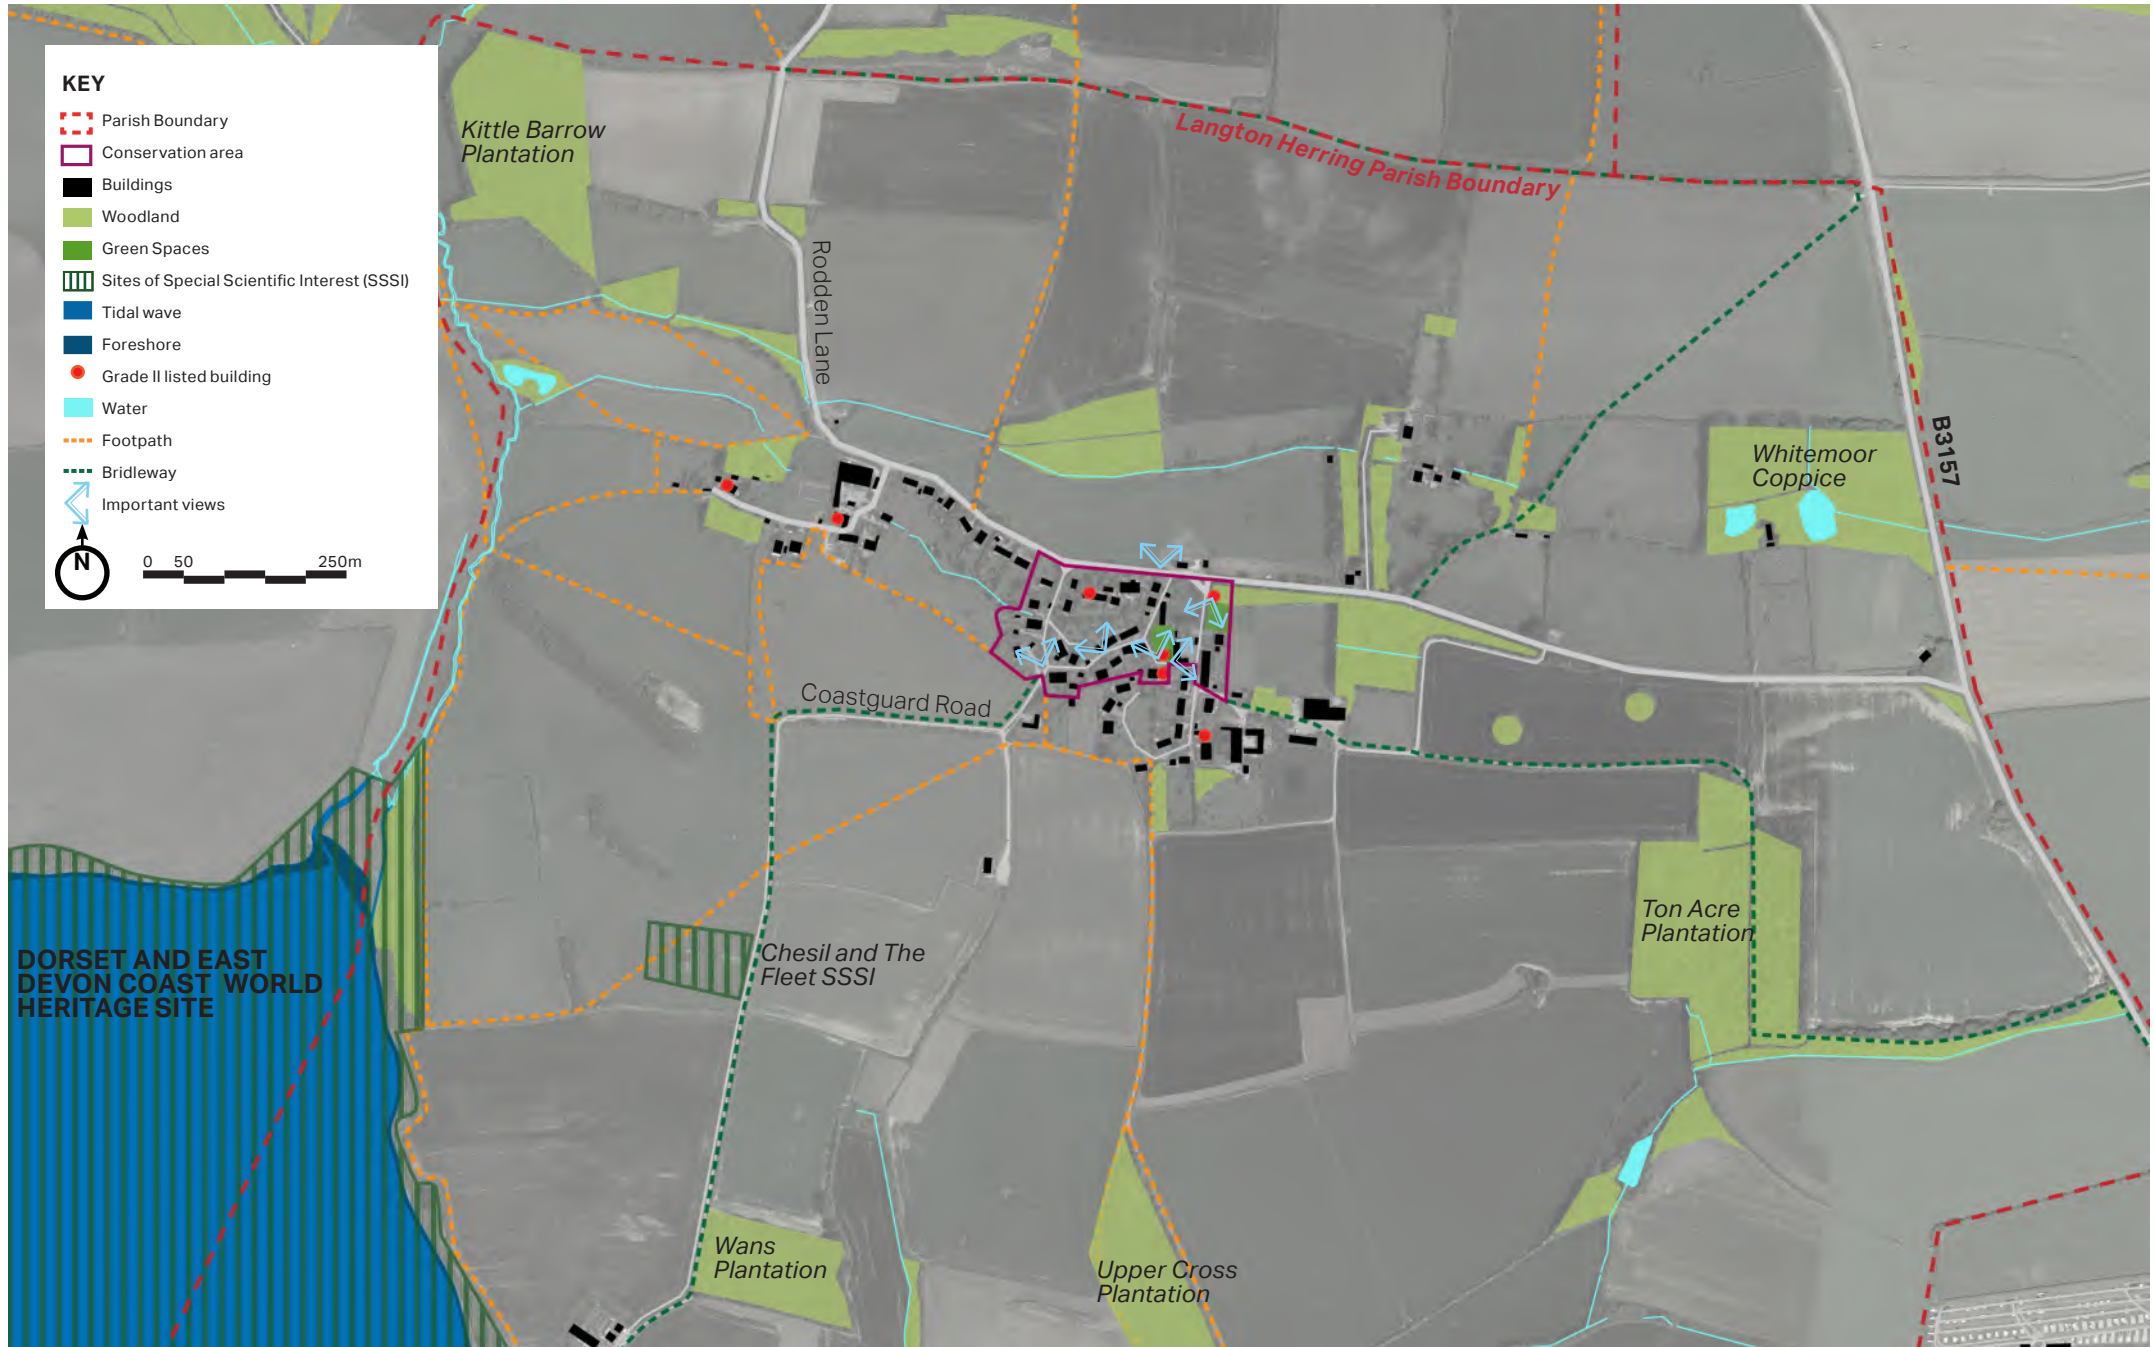 KEY
Parish Boundary
Conservation area
Buildings
Woodland
Green Spaces
Sites of Special Scientific Interest (SSSI)
Tidal wave
Foreshore
Grade II listed building
Water
Footpath
Bridleway
Important views
N
0 50 250m
Kittle Barrow
Plantation
Langton Herring Parish Boundary
Rodden Lane
B3157
Whitemoor
Coppice
Coastguard Road
Chesil and The
Fleet SSSI
Ton Acre
Plantation
DORSET AND EAST
DEVON COAST WORLD
HERITAGE SITE
Wans
Plantation
Upper Cross
Plantation